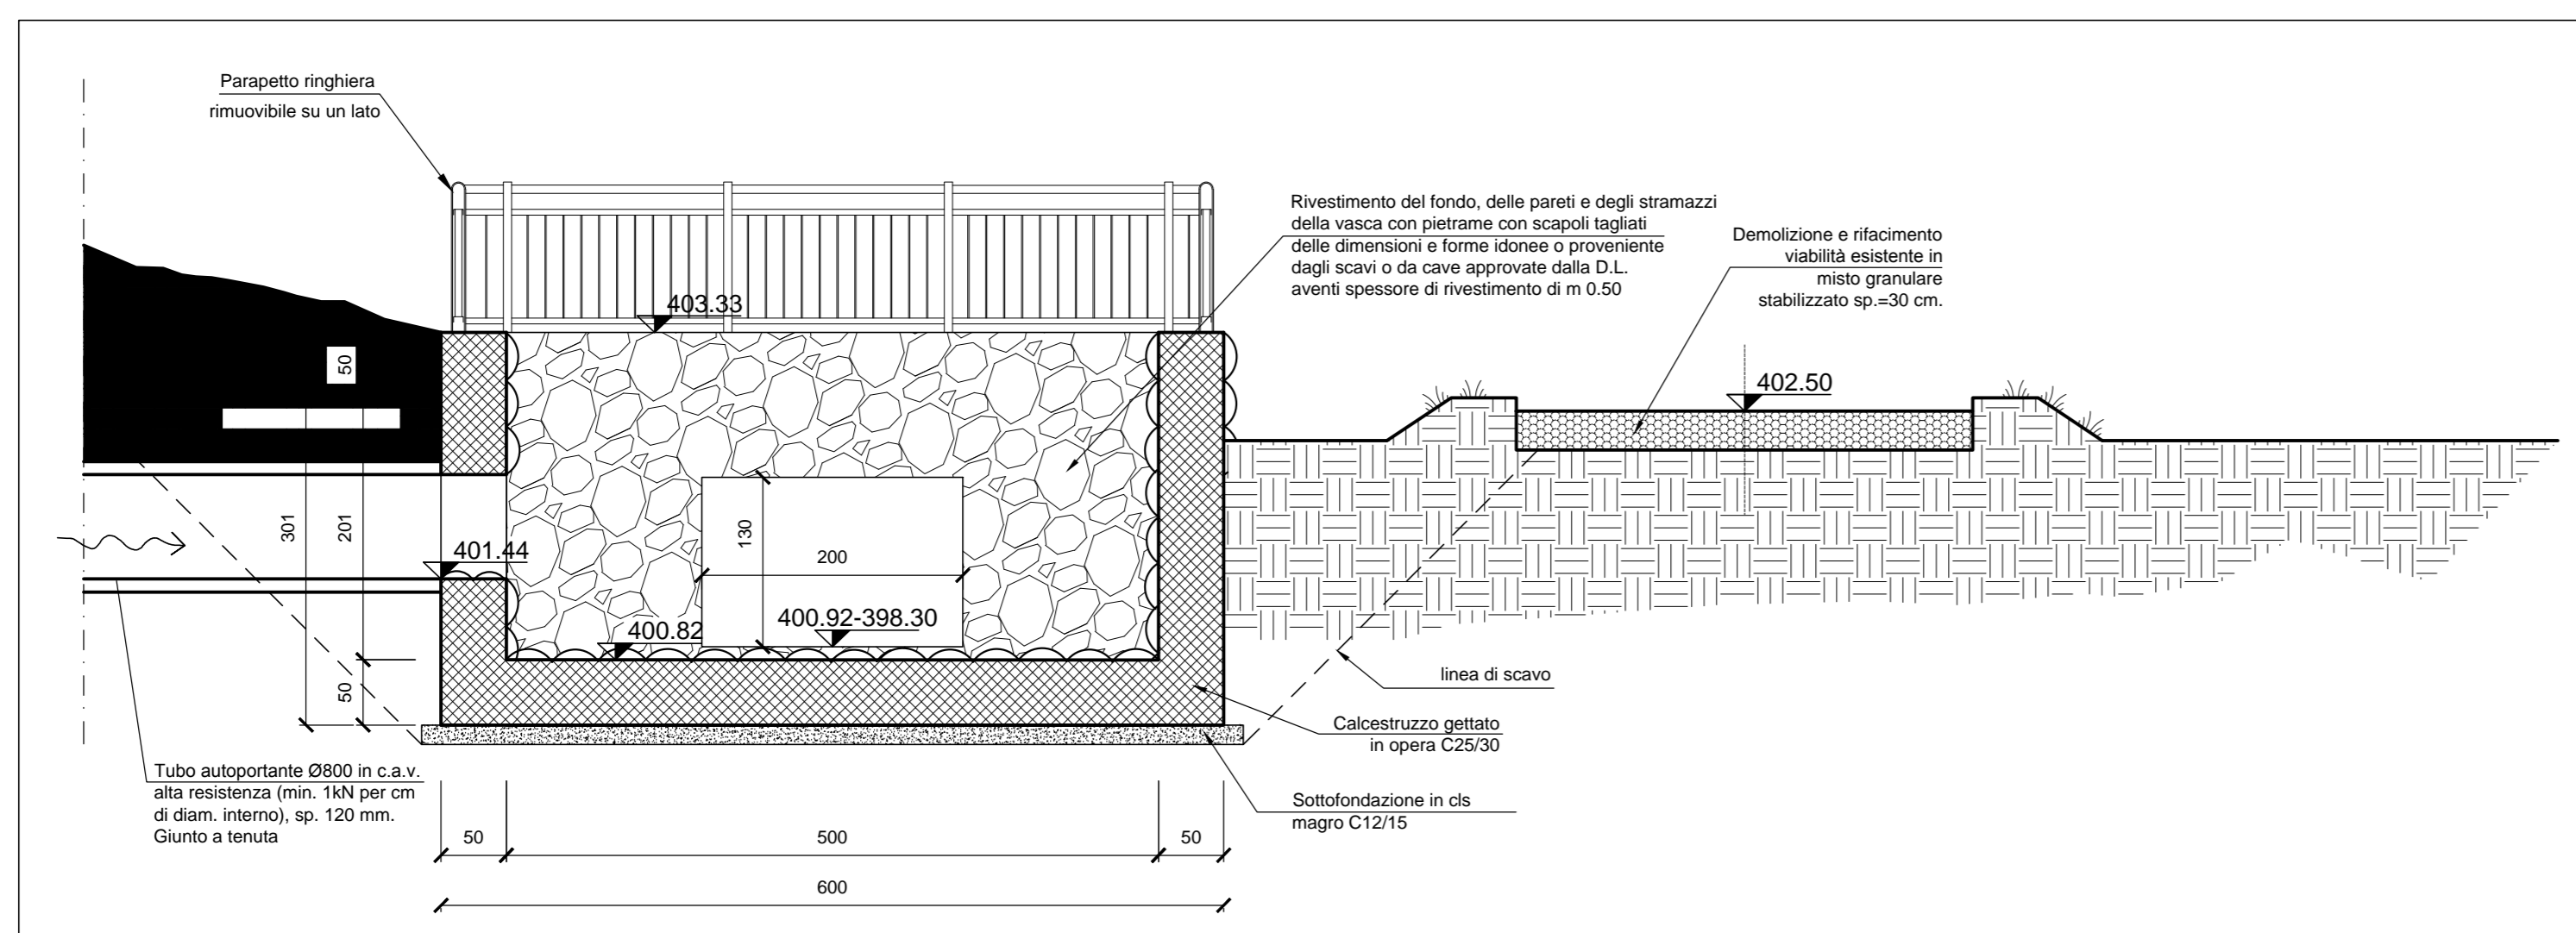 Parapetto ringhiera
rimuovibile su un lato
Rivestimento del fondo, delle pareti e degli stramazzi
della vasca con pietrame con scapoli tagliati
delle dimensioni e forme idonee o proveniente
dagli scavi o da cave approvate dalla D.L.
aventi spessore di rivestimento di m 0.50
Demolizione e rifacimento
viabilità esistente in
misto granulare
stabilizzato sp.=30 cm.
403.33
402.50
50
301
201
130
200
401.44
400.82
400.92-398.30
50
linea di scavo
Calcestruzzo gettato
in opera C25/30
Sottofondazione in cls
magro C12/15
Tubo autoportante Ø800 in c.a.v.
alta resistenza (min. 1kN per cm
di diam. interno), sp. 120 mm.
Giunto a tenuta
50
500
50
600